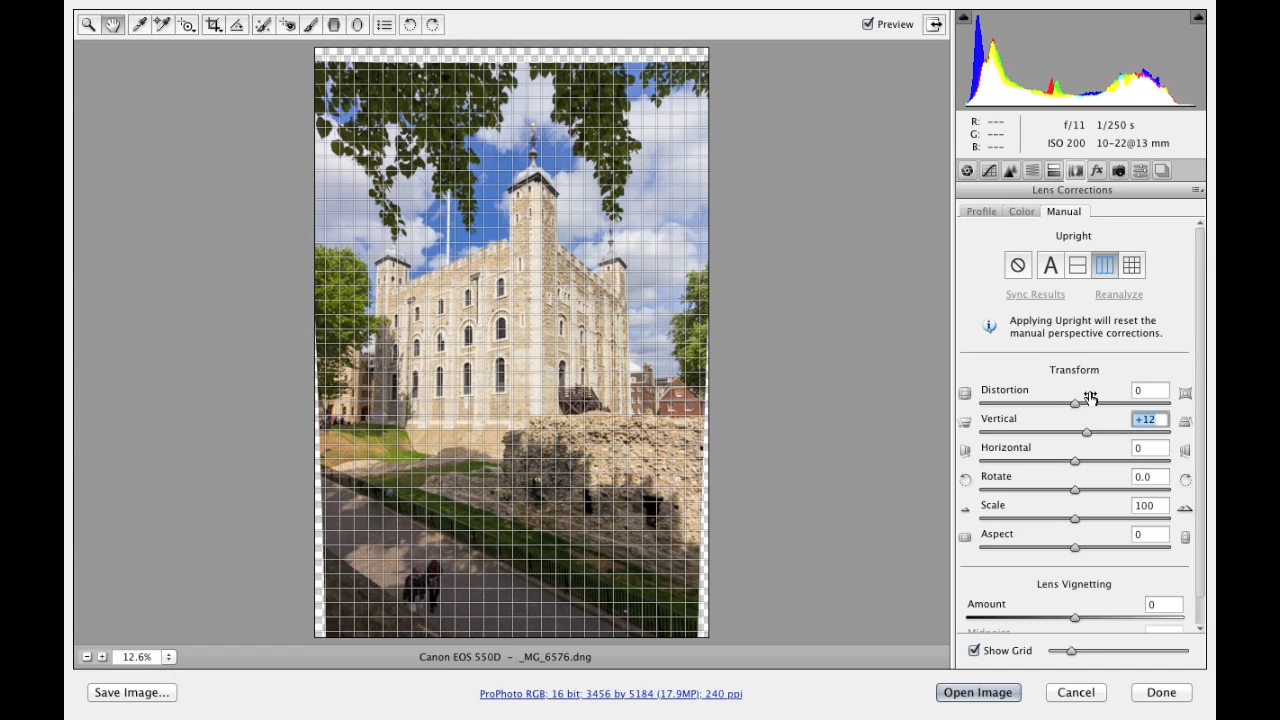 Preview
R: ---
G: ---
B: ---
f/11 1/250 s
ISO 200 10-22@13 mm
fx
Lens Corrections
Profile Color Manual
Upright
A
Sync Results Reanalyze
Applying Upright will reset the
manual perspective corrections.
Transform
Distortion 0
Vertical +12
Horizontal 0
Rotate 0.0
Scale 100
Aspect 0
Lens Vignetting
Amount 0
Midpoint
Show Grid
12.6%
Canon EOS 550D - _MG_6576.dng
Save Image...
ProPhoto RGB; 16 bit; 3456 by 5184 (17.9MP); 240 ppi
Open Image
Cancel
Done